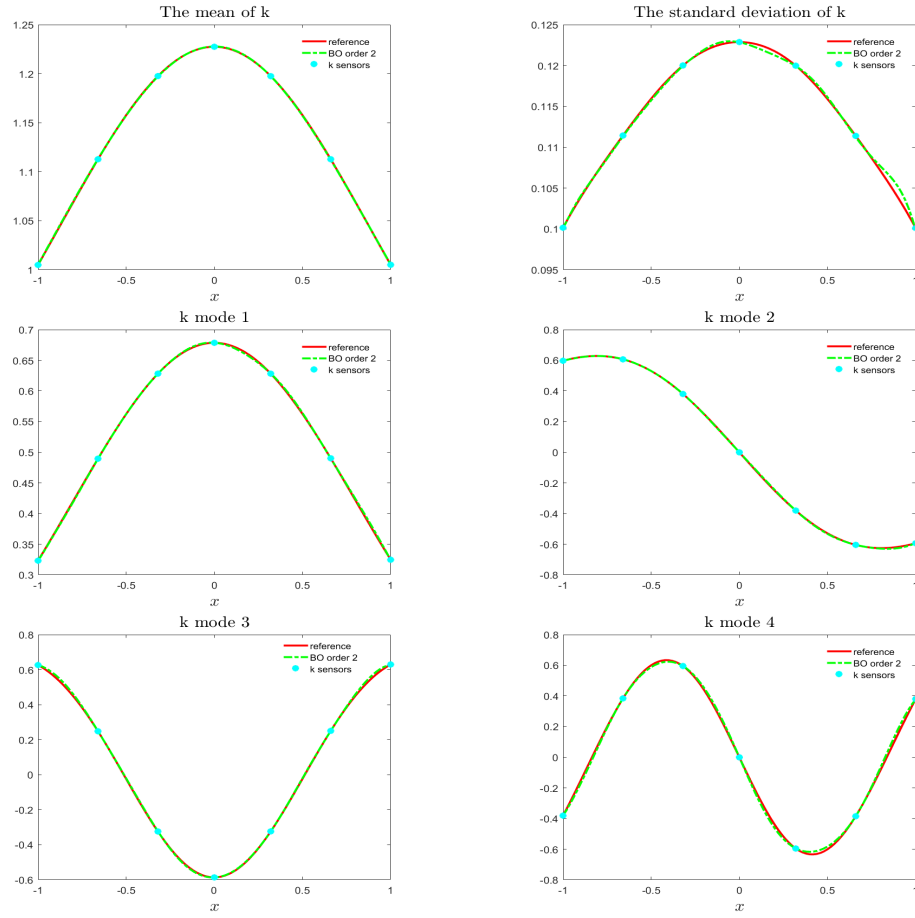 The mean of k
1.25
1.2
1.15
1.1
1.05
1
-1
-0.5
0
0.5
1
x
reference
BO order 2
k sensors
The standard deviation of k
0.125
0.12
0.115
0.11
0.105
0.1
0.095
-1
-0.5
0
0.5
1
x
reference
BO order 2
k sensors
k mode 1
0.7
0.65
0.6
0.55
0.5
0.45
0.4
0.35
0.3
-1
-0.5
0
0.5
1
x
reference
BO order 2
k sensors
k mode 2
0.8
0.6
0.4
0.2
0
-0.2
-0.4
-0.6
-0.8
-1
-0.5
0
0.5
1
x
reference
BO order 2
k sensors
k mode 3
0.8
0.6
0.4
0.2
0
-0.2
-0.4
-0.6
-0.8
-1
-0.5
0
0.5
1
x
reference
BO order 2
k sensors
k mode 4
0.8
0.6
0.4
0.2
0
-0.2
-0.4
-0.6
-0.8
-1
-0.5
0
0.5
1
x
reference
BO order 2
k sensors